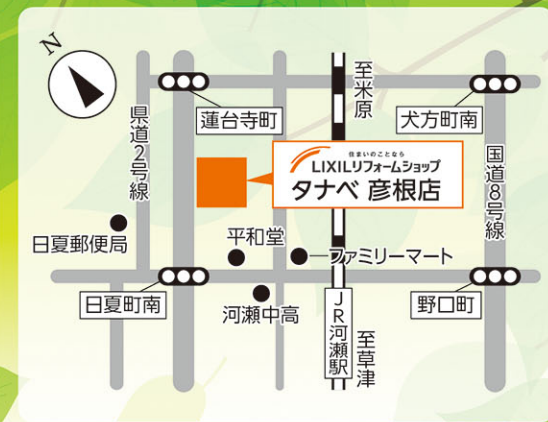 N
至米原
蓮台寺町
犬方町南
県道2号線
住まいのことなら
LIXILリフォームショップ
タナベ 彦根店
国道8号線
日夏郵便局
平和堂
ファミリーマート
日夏町南
河瀬中高
JR河瀬駅
至草津
野口町